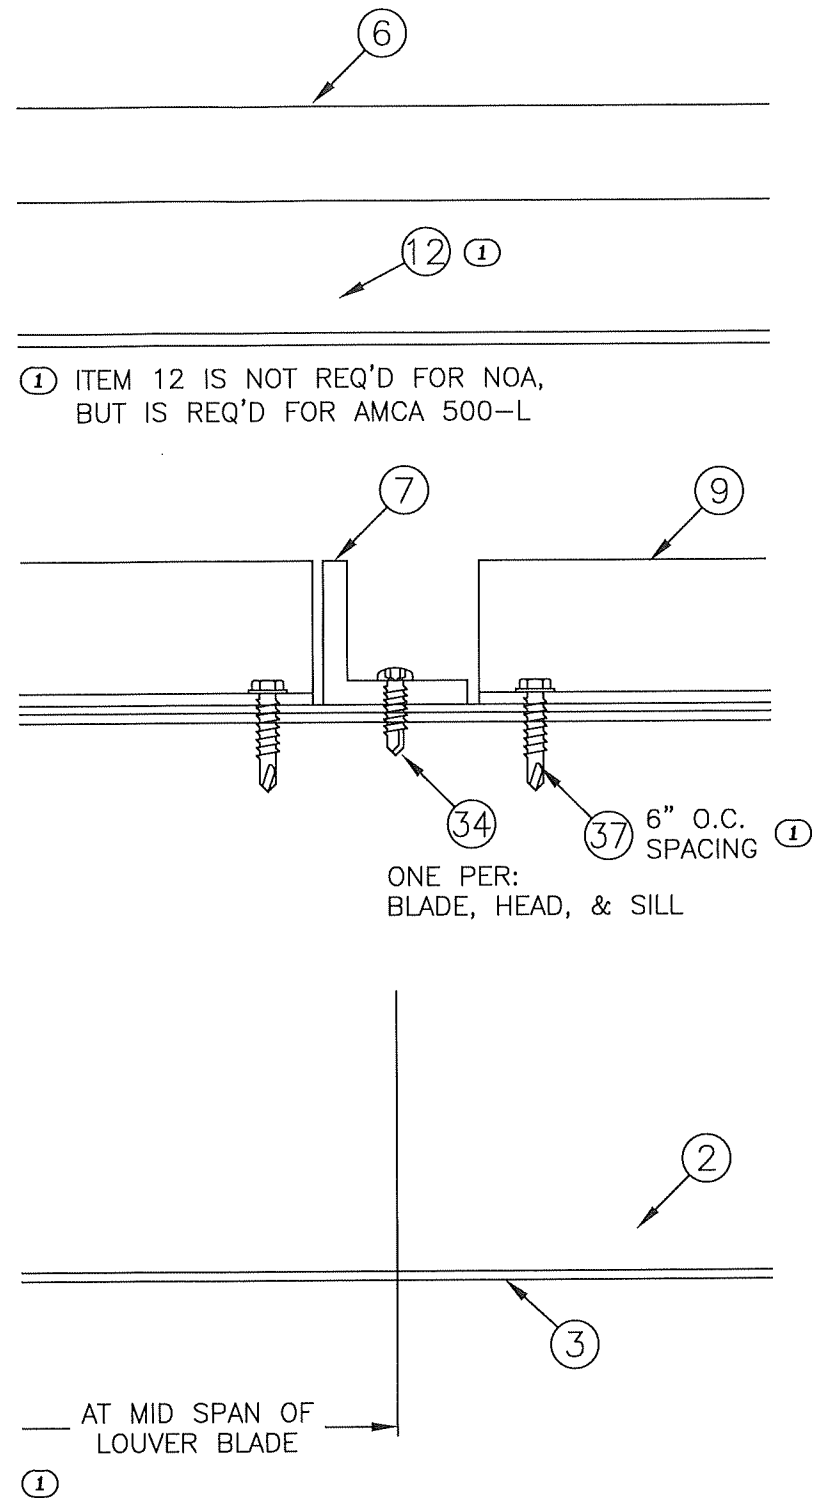 6
12 1
1 ITEM 12 IS NOT REQ'D FOR NOA,
BUT IS REQ'D FOR AMCA 500-L
7
9
34
37 6" O.C. 1
SPACING
ONE PER:
BLADE, HEAD, & SILL
2
3
AT MID SPAN OF
LOUVER BLADE
1